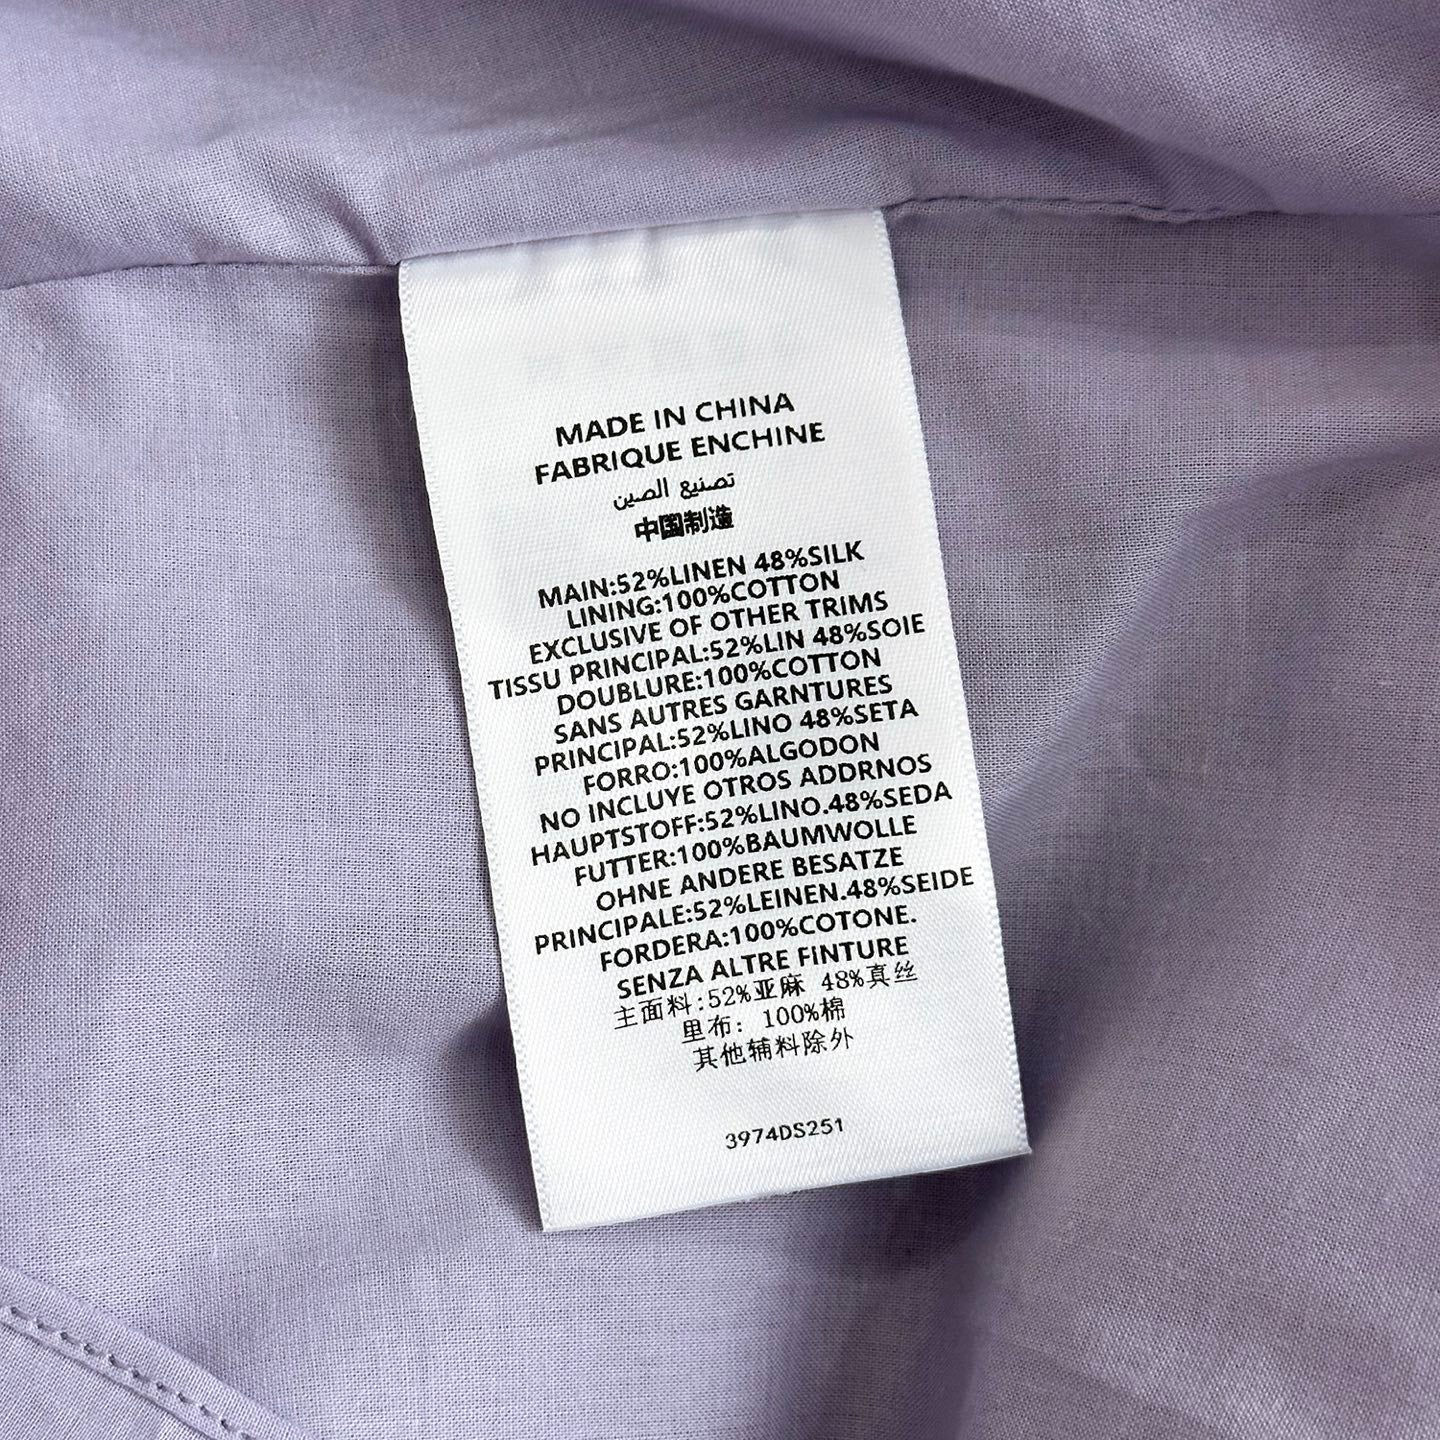 MADE IN CHINA
FABRIQUE ENCHINE
تصنيع الصين
中国制造
MAIN:52%LINEN 48%SILK
LINING:100%COTTON
EXCLUSIVE OF OTHER TRIMS
TISSU PRINCIPAL:52%LIN 48%SOIE
DOUBLURE:100%COTTON
SANS AUTRES GARNTURES
PRINCIPAL:52%LINO 48%SETA
FORRO:100%ALGODON
NO INCLUYE OTROS ADDRNOS
HAUPTSTOFF:52%LINO.48%SEDA
FUTTER:100%BAUMWOLLE
OHNE ANDERE BESATZE
PRINCIPALE:52%LEINEN.48%SEIDE
FORDERA:100%COTONE.
SENZA ALTRE FINTURE
主面料:52%亚麻 48%真丝
里布: 100%棉
其他辅料除外
3974DS251